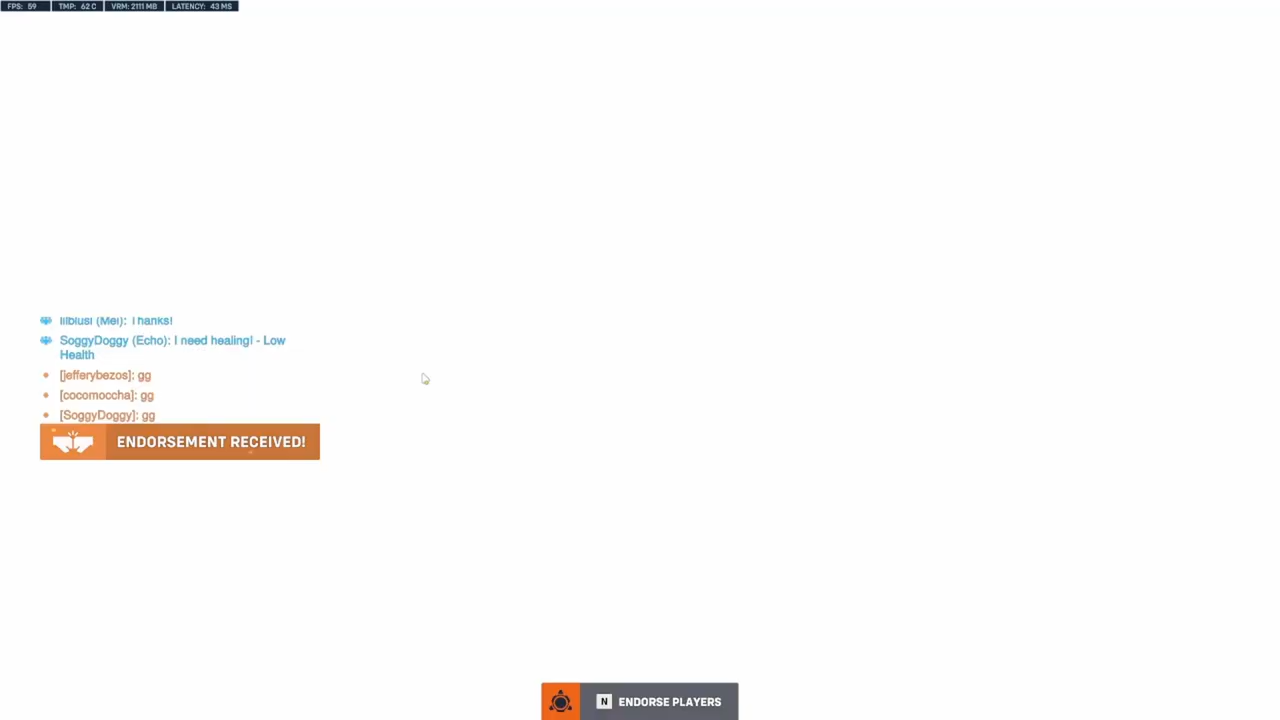 FPS: 59 TMP: 62 C VRM: 2111 MB LATENCY: 43 MS
(Mei): Thanks!
SoggyDoggy (Echo): I need healing! - Low
Health
[jefferybezos]: gg
[cocomoccha]: gg
[SoggyDoggy]: gg
ENDORSEMENT RECEIVED!
N ENDORSE PLAYERS